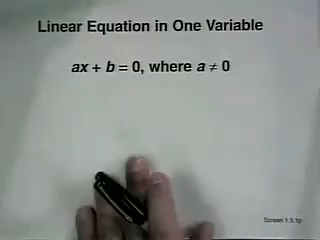 Linear Equation in One Variable
ax + b = 0, where a ≠ 0
Screen 1.5.1p